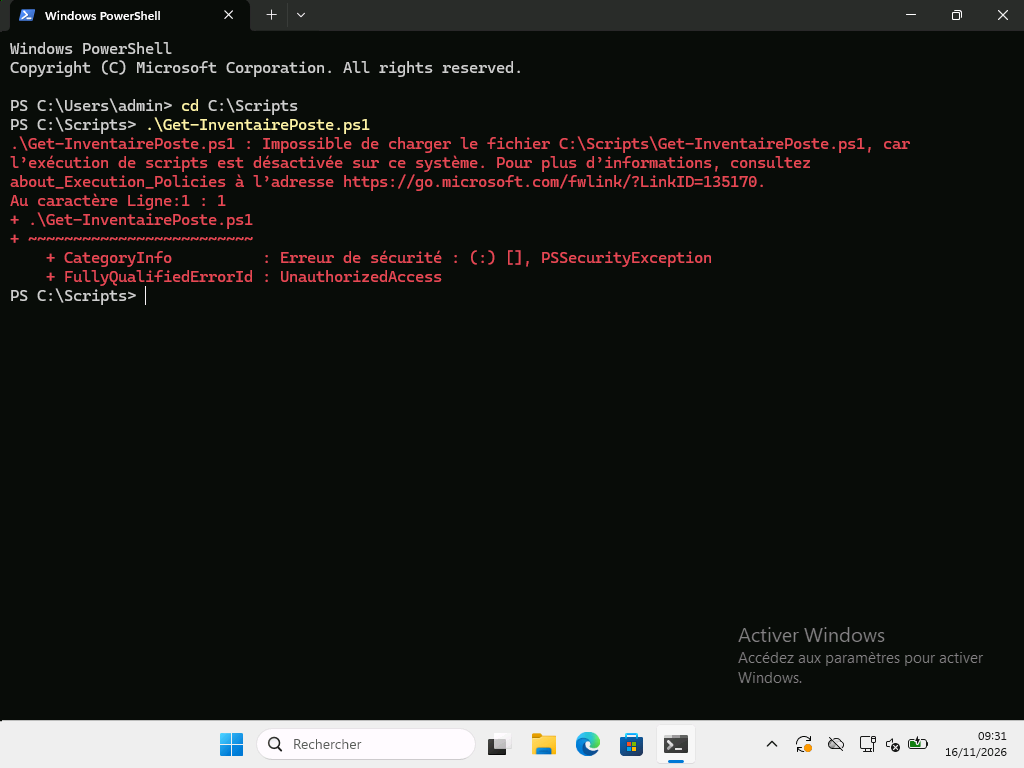 Windows PowerShell
Windows PowerShell
Copyright (C) Microsoft Corporation. All rights reserved.
PS C:\Users\admin> cd C:\Scripts
PS C:\Scripts> .\Get-InventairePoste.ps1
.\Get-InventairePoste.ps1 : Impossible de charger le fichier C:\Scripts\Get-InventairePoste.ps1, car
l'exécution de scripts est désactivée sur ce système. Pour plus d'informations, consultez
about_Execution_Policies à l'adresse https://go.microsoft.com/fwlink/?LinkID=135170.
Au caractère Ligne:1 : 1
+ .\Get-InventairePoste.ps1
+ ~~~~~~~~~~~~~~~~~~~~~~~~~
    + CategoryInfo          : Erreur de sécurité : (:) [], PSSecurityException
    + FullyQualifiedErrorId : UnauthorizedAccess
PS C:\Scripts>
Activer Windows
Accédez aux paramètres pour activer
Windows.
Rechercher
09:31
16/11/2026